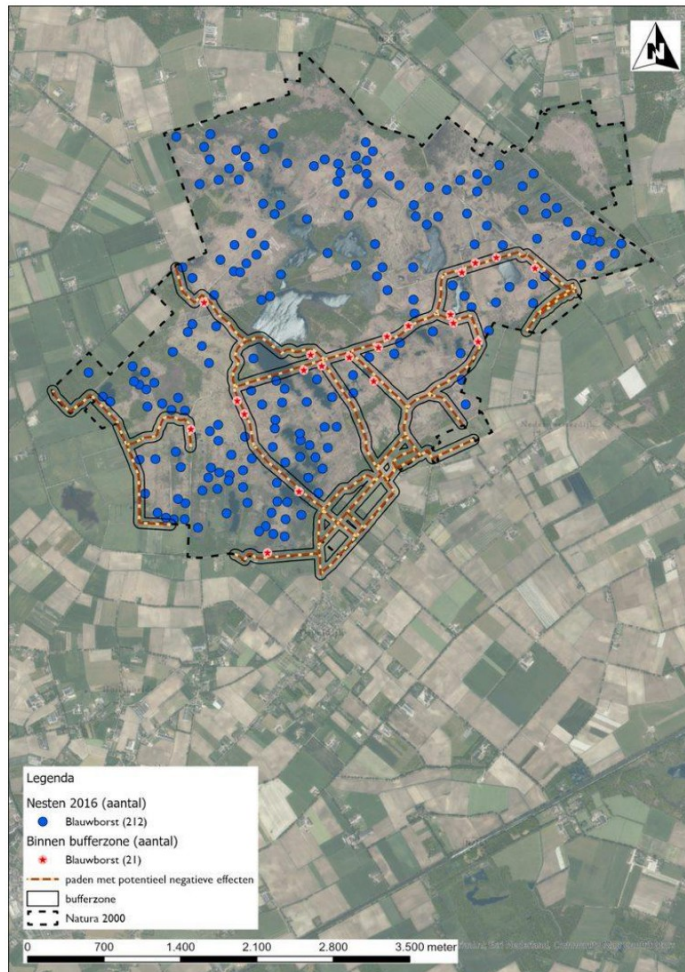 N
Legenda
Nesten 2016 (aantal)
Blauwborst (212)
Binnen bufferzone (aantal)
Blauwborst (21)
paden met potentieel negatieve effecten
bufferzone
Natura 2000
0 700 1.400 2.100 2.800 3.500 meter